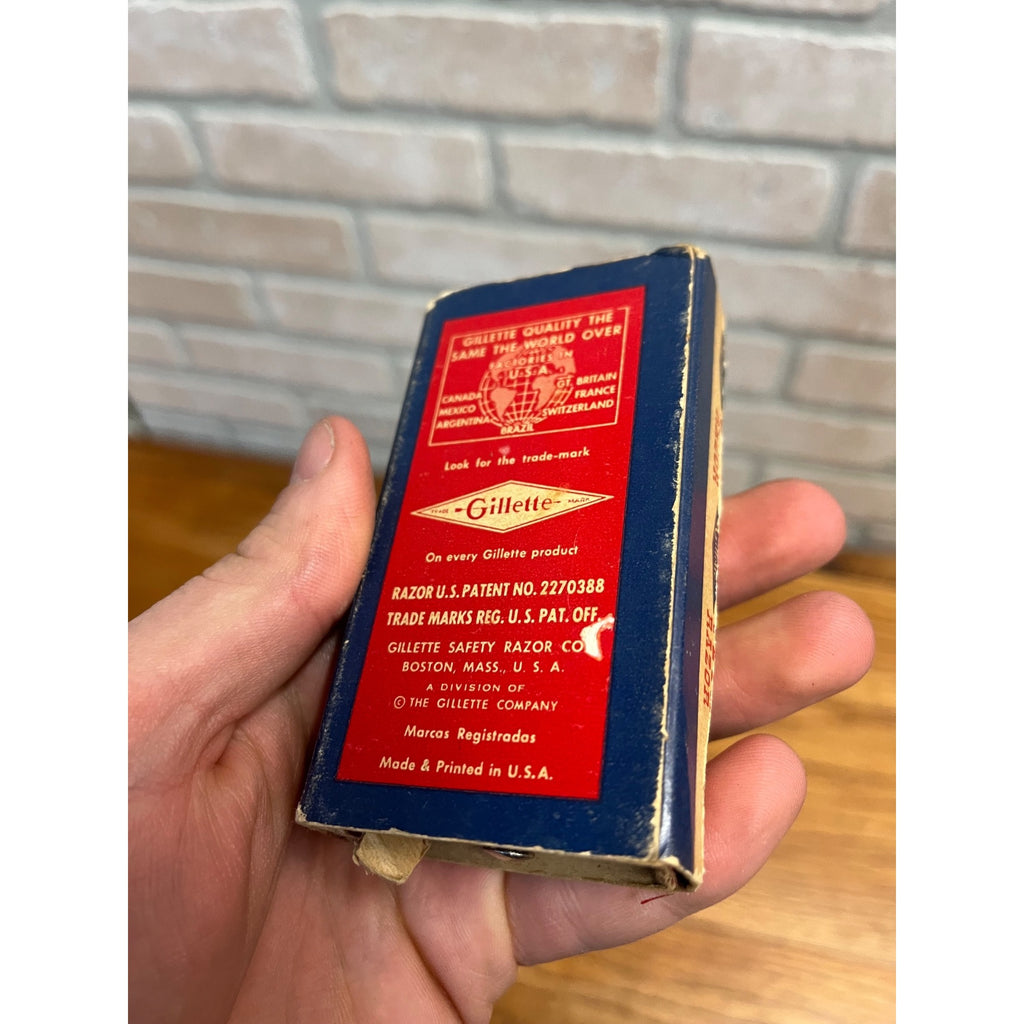 GILLETTE QUALITY THE
SAME THE WORLD OVER
FACTORIES IN
U.S.A.
CANADA
MEXICO
ARGENTINA
BRAZIL
GT. BRITAIN
FRANCE
SWITZERLAND
Look for the trade-mark
TRADE -Gillette- MARK
On every Gillette product
RAZOR U.S. PATENT NO. 2270388
TRADE MARKS REG. U.S. PAT. OFF.
GILLETTE SAFETY RAZOR CO
BOSTON, MASS., U. S. A.
A DIVISION OF
© THE GILLETTE COMPANY
Marcas Registradas
Made & Printed in U.S.A.
RAZOR